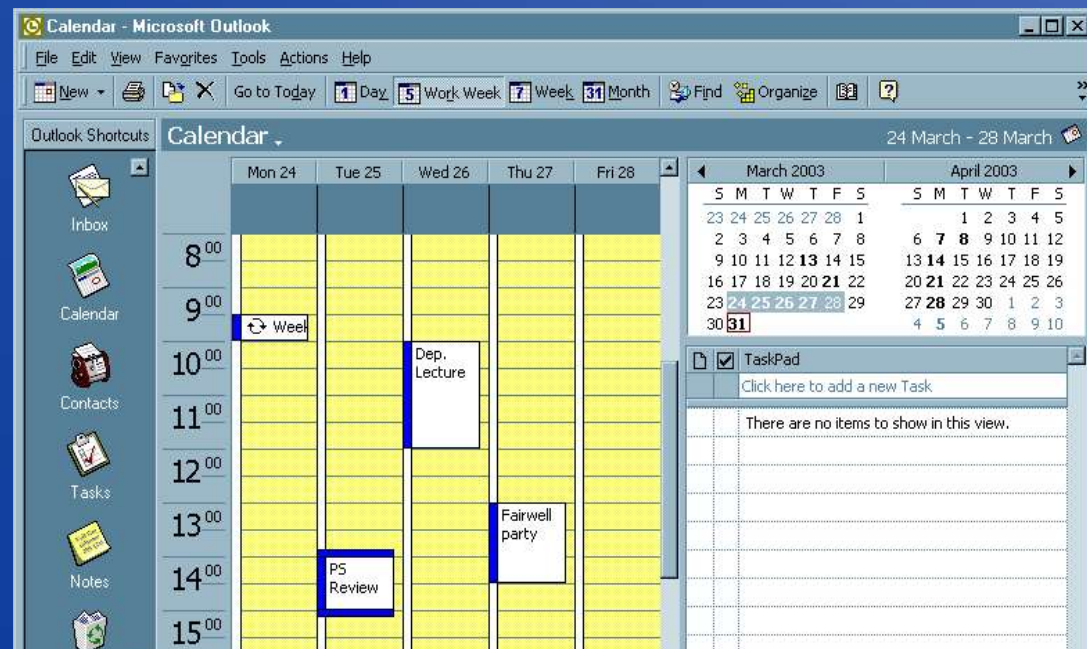 Calendar - Microsoft Outlook
File Edit View Favorites Tools Actions Help
New Go to Today 1 Day 5 Work Week 7 Week 31 Month Find Organize
Outlook Shortcuts
Calendar
24 March - 28 March
Inbox
Calendar
Contacts
Tasks
Notes
Mon 24 Tue 25 Wed 26 Thu 27 Fri 28
8 00
9 00
10 00
11 00
12 00
13 00
14 00
15 00
Week
Dep.
Lecture
Fairwell
party
PS
Review
March 2003
S M T W T F S
23 24 25 26 27 28 1
2 3 4 5 6 7 8
9 10 11 12 13 14 15
16 17 18 19 20 21 22
23 24 25 26 27 28 29
30 31
April 2003
S M T W T F S
1 2 3 4 5
6 7 8 9 10 11 12
13 14 15 16 17 18 19
20 21 22 23 24 25 26
27 28 29 30 1 2 3
4 5 6 7 8 9 10
TaskPad
Click here to add a new Task
There are no items to show in this view.